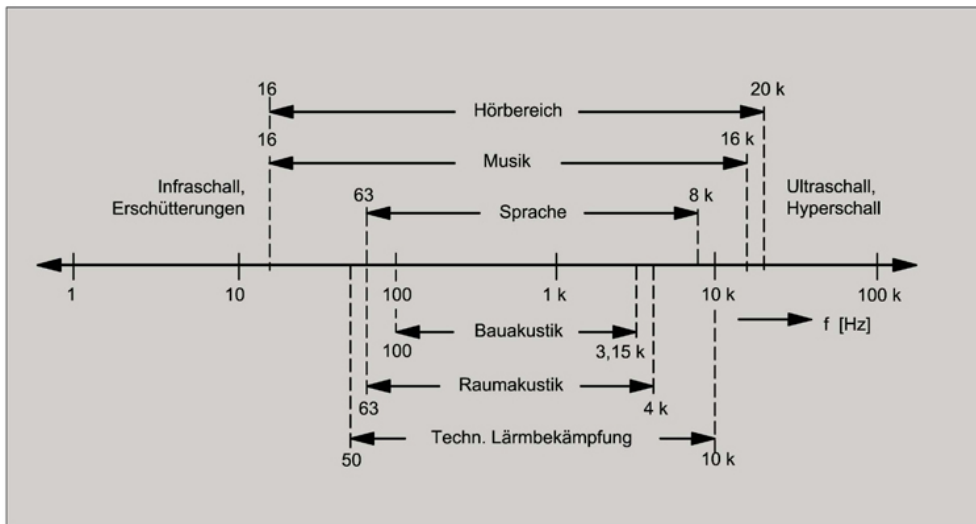 16
20 k
Hörbereich
16
16 k
Musik
Infraschall,
Erschütterungen
63
8 k
Sprache
Ultraschall,
Hyperschall
1
10
100
1 k
10 k
100 k
f [Hz]
Bauakustik
100
3,15 k
Raumakustik
63
4 k
Techn. Lärmbekämpfung
50
10 k